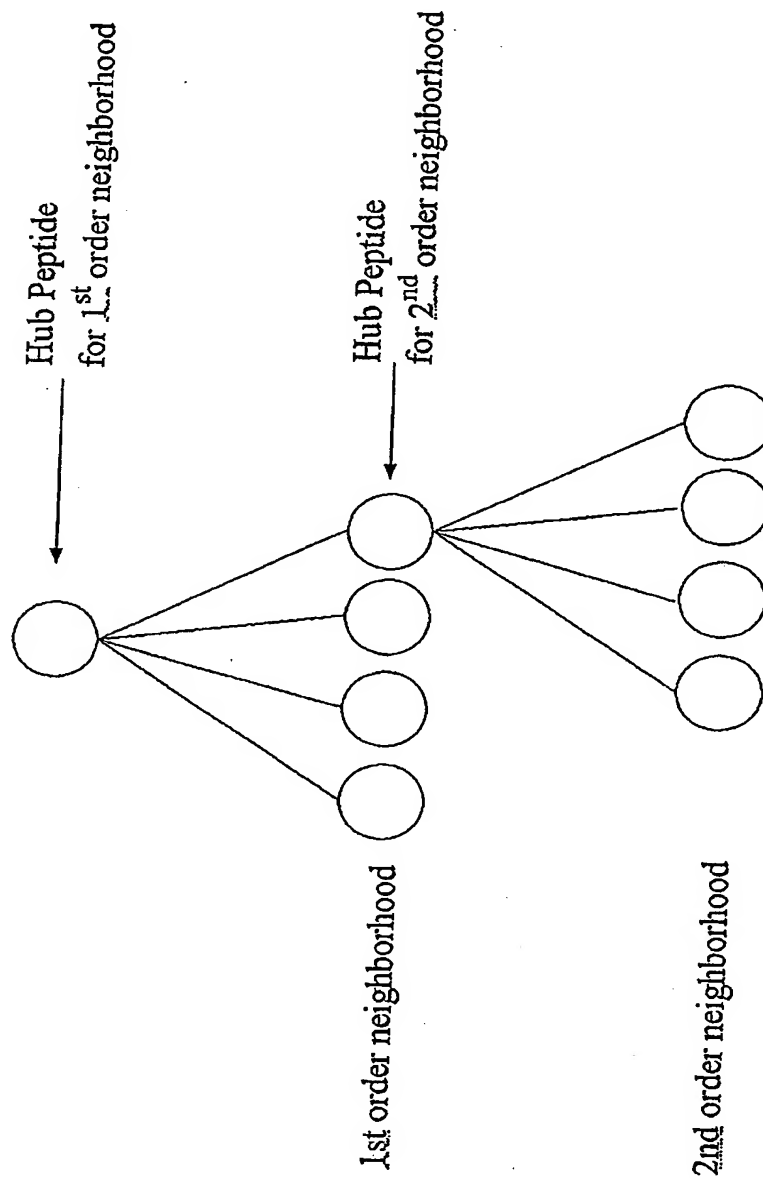 Hub Peptide
for 1st order neighborhood
Hub Peptide
for 2nd order neighborhood
1st order neighborhood
2nd order neighborhood